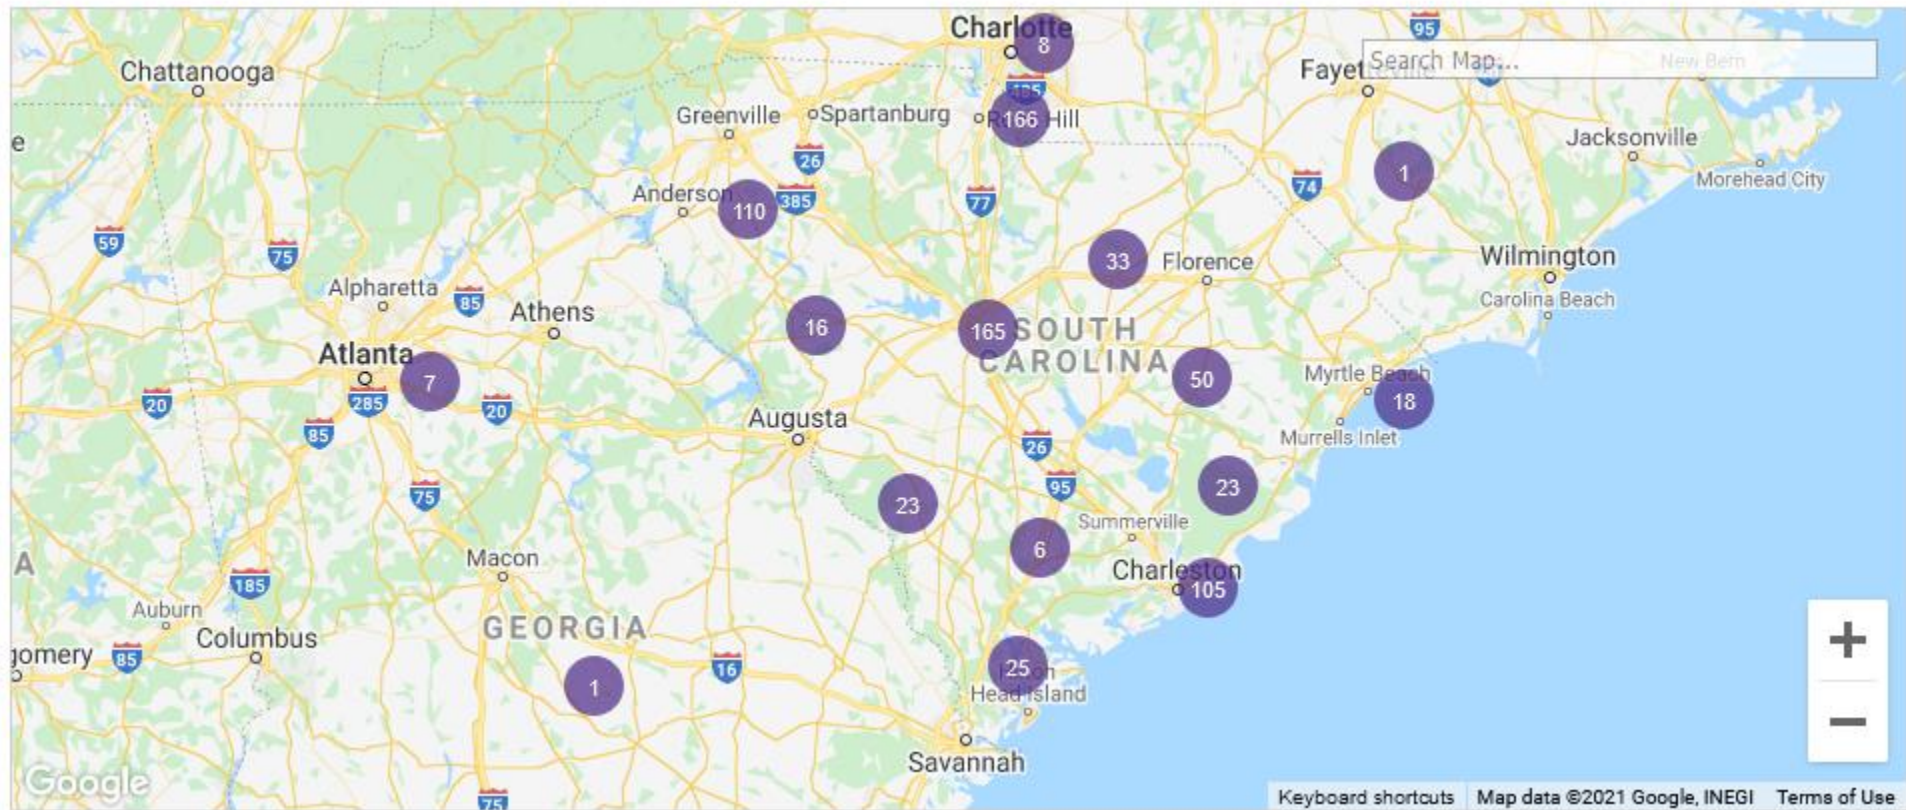 Charlotte
8
95
Search Map...
New Bern
Chattanooga
Greenville
Spartanburg
166
Hill
Jacksonville
e
26
Anderson
110
385
77
74
1
Morehead City
59
75
33
Florence
Wilmington
Alpharetta
85
Athens
Carolina Beach
16
165
SOUTH
CAROLINA
Atlanta
7
50
Myrtle Beach
18
20
285
20
85
Augusta
26
Murrells Inlet
75
23
95
23
Summerville
6
Macon
A
185
Charleston
105
Auburn
GEORGIA
Columbus
gomery
85
16
25
Head Island
1
Savannah
Google
75
Keyboard shortcuts Map data ©2021 Google, INEGI Terms of Use